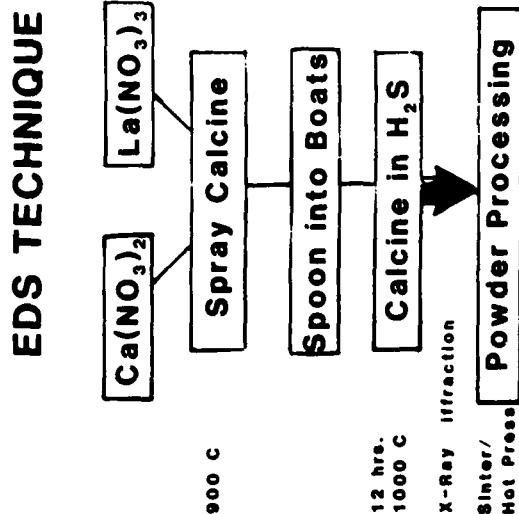 EDS TECHNIQUE
Ca(NO₃)₂
La(NO₃)₃
900 C
Spray Calcine
Spoon into Boats
12 hrs.
1000 C
Calcine in H₂S
X-Ray iffraction
Sinter/
Hot Press
Powder Processing